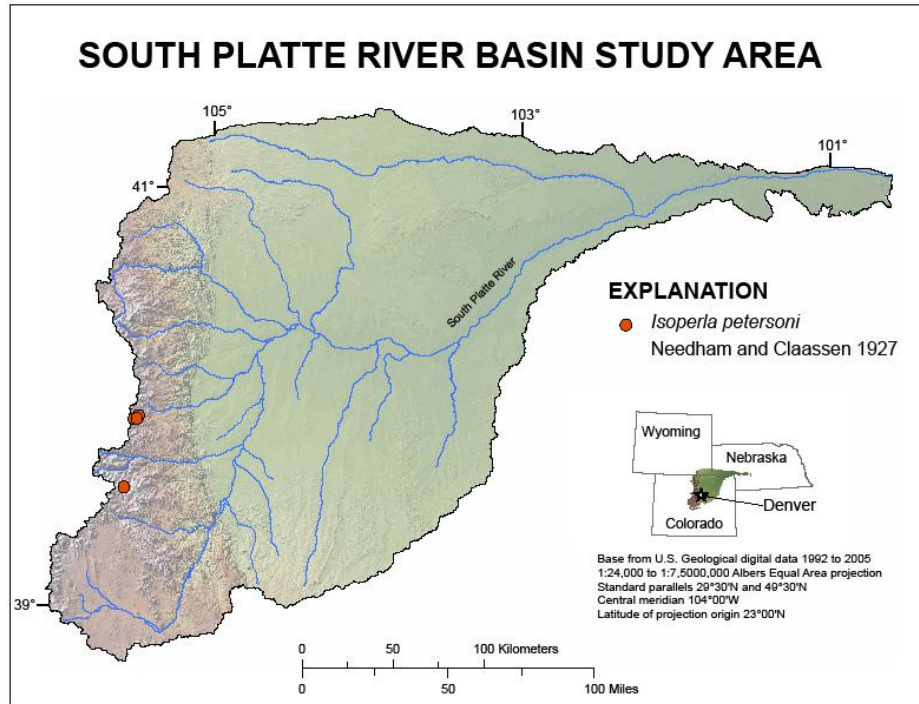 SOUTH PLATTE RIVER BASIN STUDY AREA
105°
103°
101°
41°
South Platte River
EXPLANATION
Isoperla petersoni
Needham and Claassen 1927
Wyoming
Nebraska
Denver
Colorado
Base from U.S. Geological digital data 1992 to 2005
1:24,000 to 1:7,5000,000 Albers Equal Area projection
Standard parallels 29°30'N and 49°30'N
Central meridian 104°00'W
Latitude of projection origin 23°00'N
39°
0 50 100 Kilometers
0 50 100 Miles